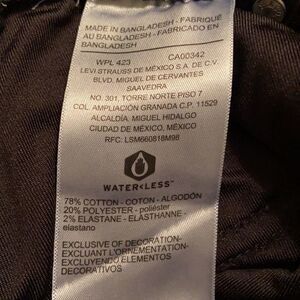 MADE IN BANGLADESH - FABRIQUÉ
AU BANGLADESH - FABRICADO EN
BANGLADESH
WPL 423 CA00342
LEVI STRAUSS DE MÉXICO S.A. DE C.V.
BLVD. MIGUEL DE CERVANTES
SAAVEDRA
NO. 301, TORRE NORTE PISO 7
COL. AMPLIACIÓN GRANADA C.P. 11529
ALCALDÍA. MIGUEL HIDALGO
CIUDAD DE MÉXICO, MÉXICO
RFC: LSM660818M98
WATER<LESS™
78% COTTON - COTON - ALGODÓN
20% POLYESTER - poliéster
2% ELASTANE - ELASTHANNE -
elastano
EXCLUSIVE OF DECORATION-
EXCLUANT L'ORNEMENTATION-
EXCLUYENDO ELEMENTOS
DECORATIVOS